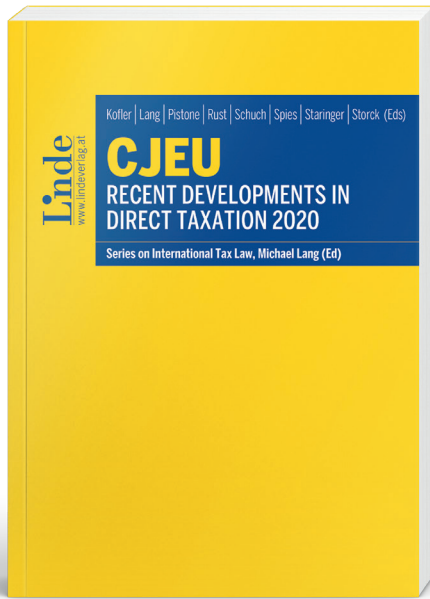 Kofler | Lang | Pistone | Rust | Schuch | Spies | Staringer | Storck (Eds)
CJEU
RECENT DEVELOPMENTS IN
DIRECT TAXATION 2020
Series on International Tax Law, Michael Lang (Ed)
Linde
www.lindeverlag.at